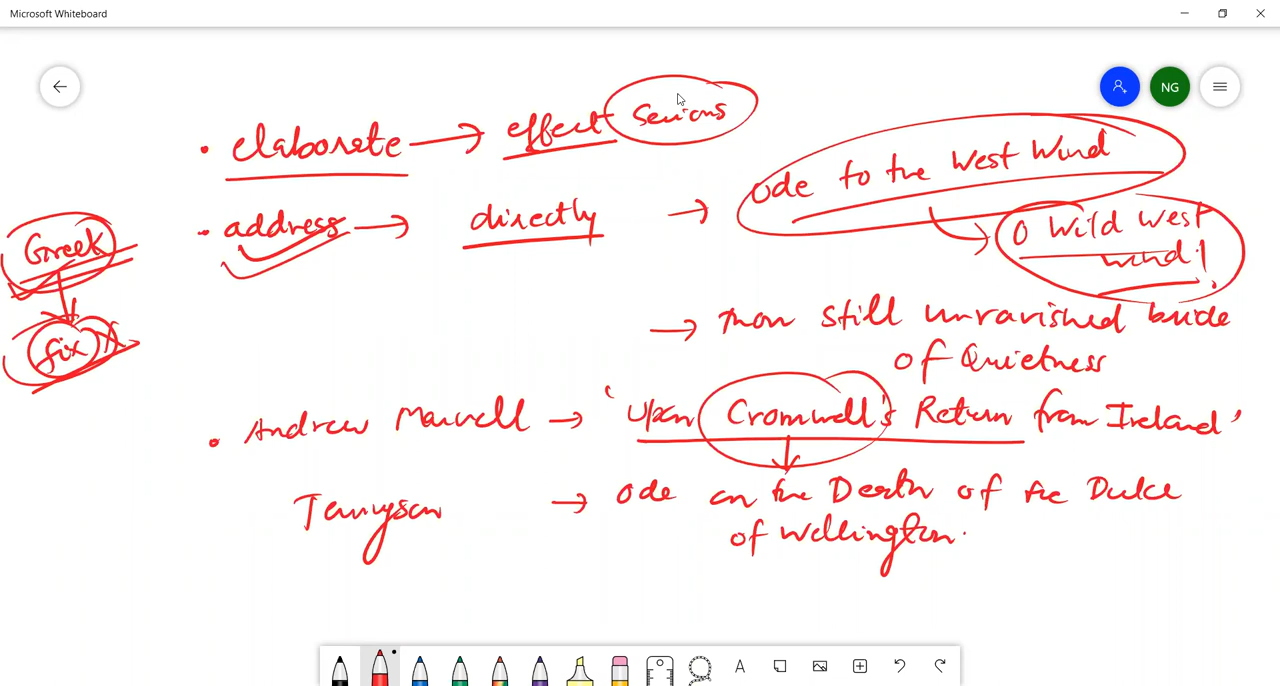 Microsoft Whiteboard
NG
• elaborate → effect Serious
• address → directly → Ode to the West Wind
→ O Wild West
Wind!
Greek
fix X
→ Thou still unravished bride
of Quietness
• Andrew Marvell → 'Upon Cromwell's Return from Ireland'
Tennyson → Ode on the Death of the Duke
of Wellington.
A